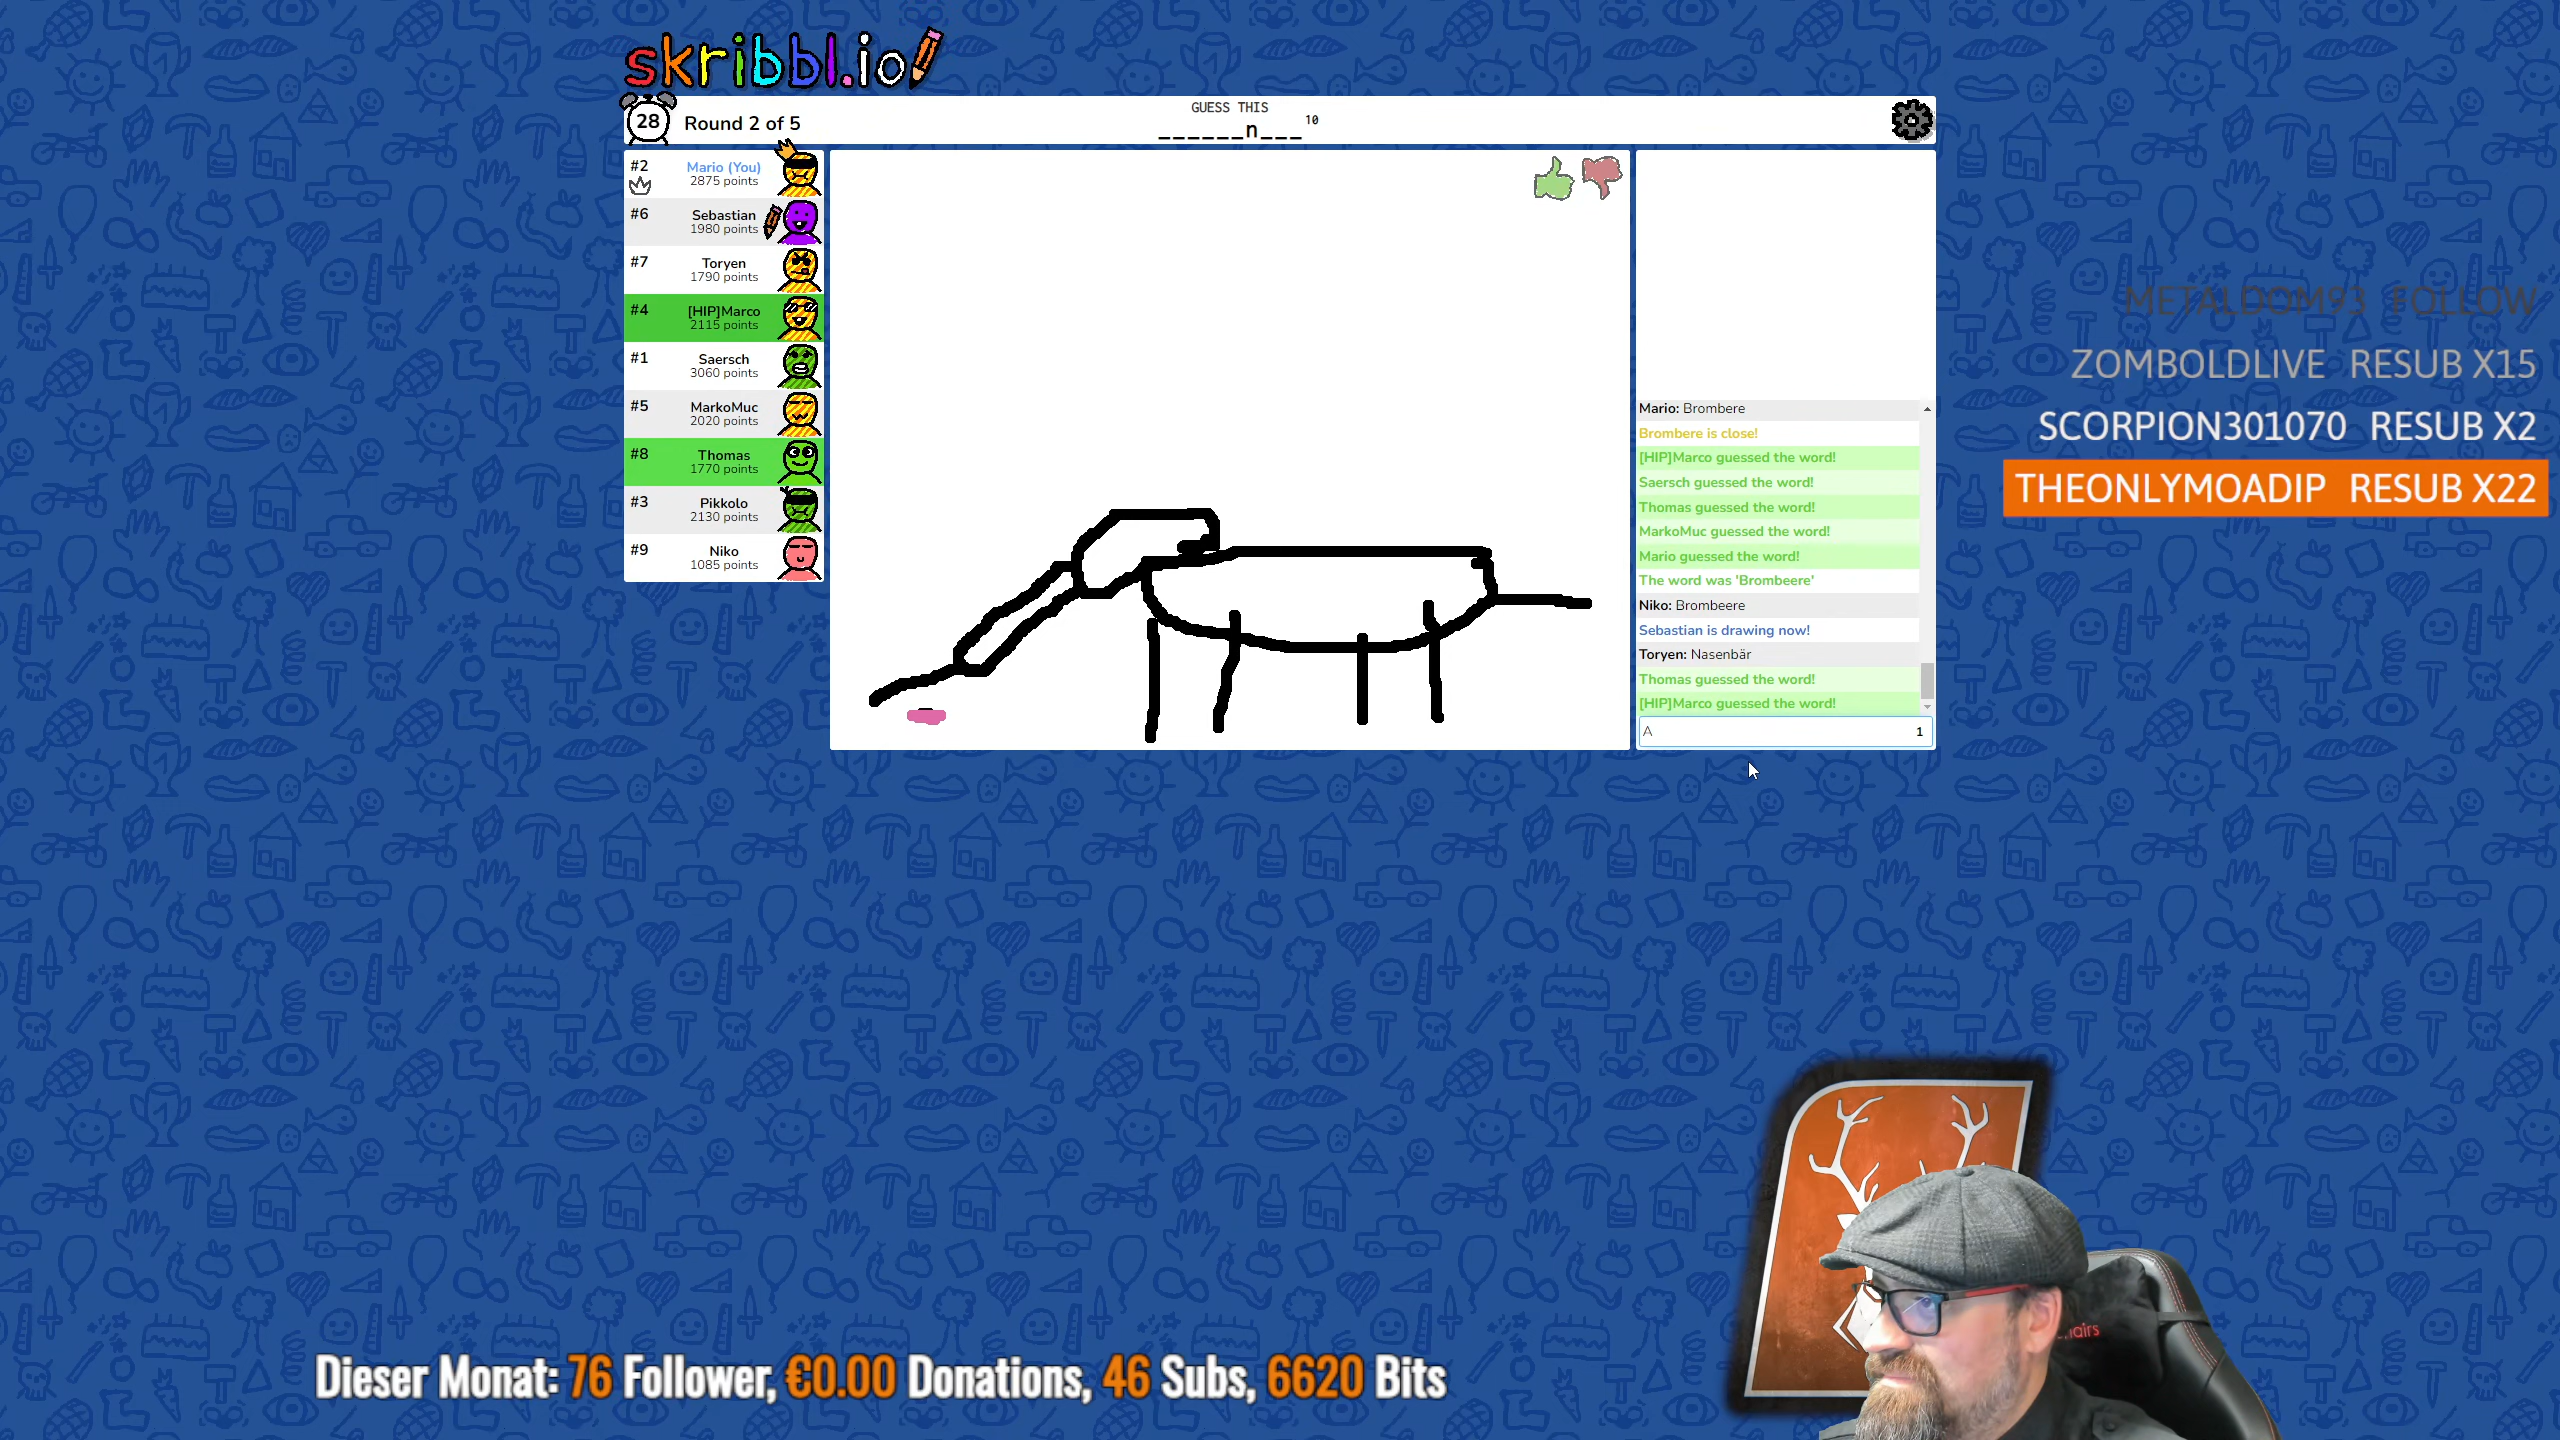 skribbl.io
28 Round 2 of 5
GUESS THIS
______n___ 10
#2 Mario (You)
2875 points
#6 Sebastian
1980 points
#7 Toryen
1790 points
#4 [HIP]Marco
2115 points
#1 Saersch
3060 points
#5 MarkoMuc
2020 points
#8 Thomas
1770 points
#3 Pikkolo
2130 points
#9 Niko
1085 points
Mario: Brombere
Brombere is close!
[HIP]Marco guessed the word!
Saersch guessed the word!
Thomas guessed the word!
MarkoMuc guessed the word!
Mario guessed the word!
The word was 'Brombeere'
Niko: Brombeere
Sebastian is drawing now!
Toryen: Nasenbär
Thomas guessed the word!
[HIP]Marco guessed the word!
A 1
METALDOM93 FOLLOW
ZOMBOLDLIVE RESUB X15
SCORPION301070 RESUB X2
THEONLYMOADIP RESUB X22
Dieser Monat: 76 Follower, €0.00 Donations, 46 Subs, 6620 Bits